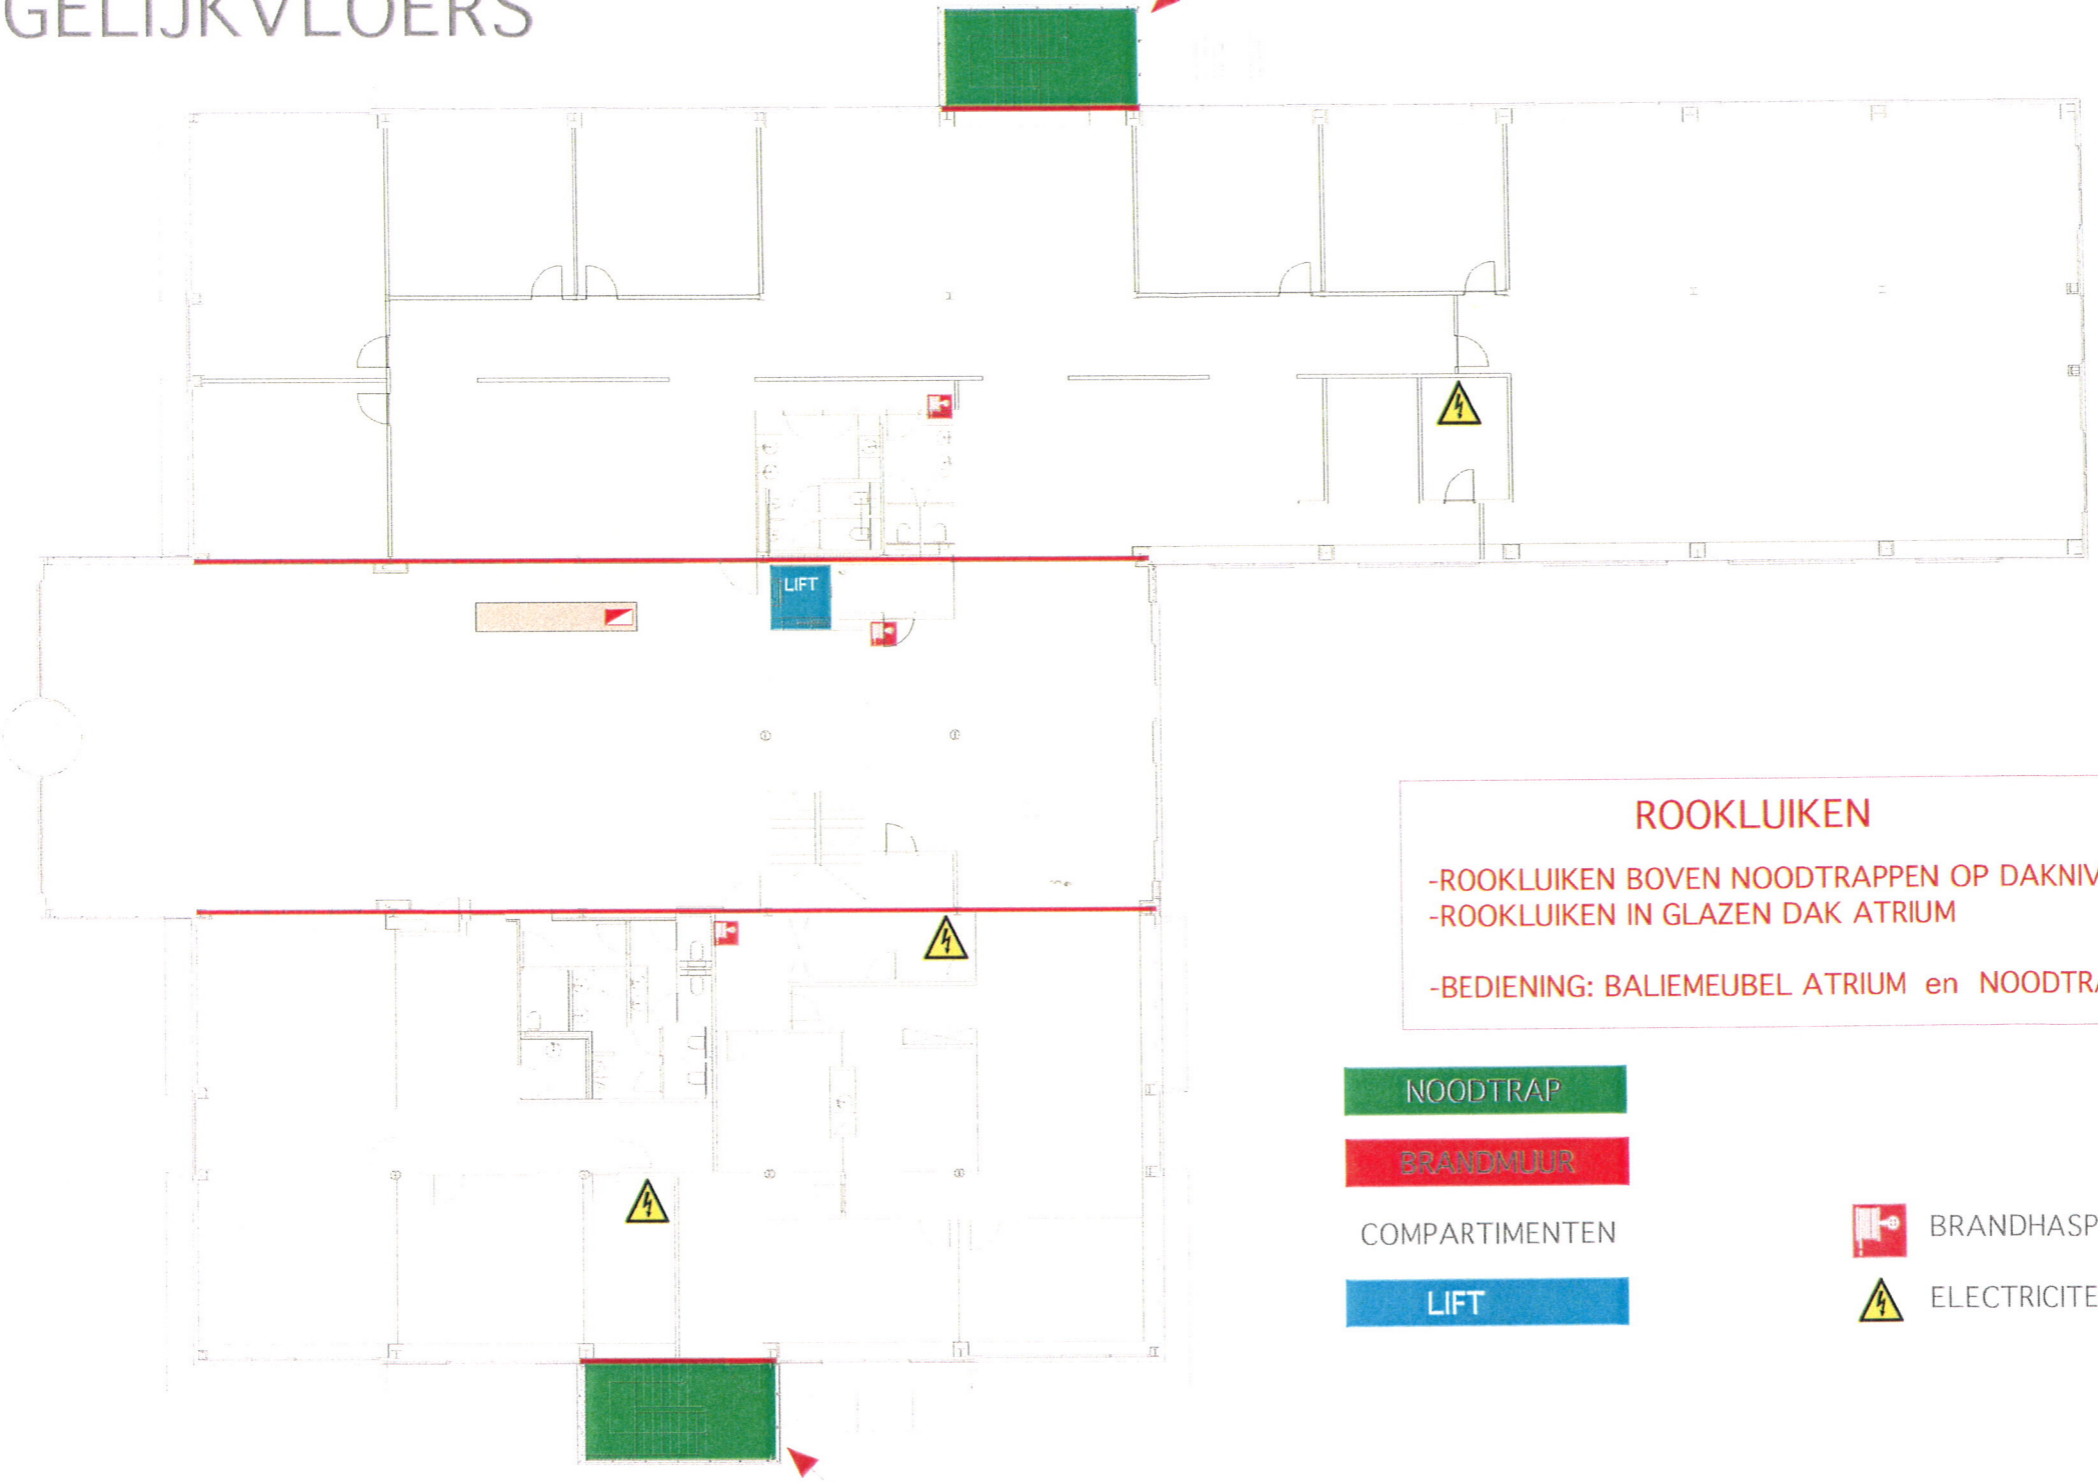 GELIJKVLOERS
LIFT
ROOKLUIKEN
-ROOKLUIKEN BOVEN NOODTRAPPEN OP DAKNIV
-ROOKLUIKEN IN GLAZEN DAK ATRIUM
-BEDIENING: BALIEMEUBEL ATRIUM en NOODTRA
NOODTRAP
BRANDMUUR
COMPARTIMENTEN
BRANDHASP
LIFT
ELECTRICITE